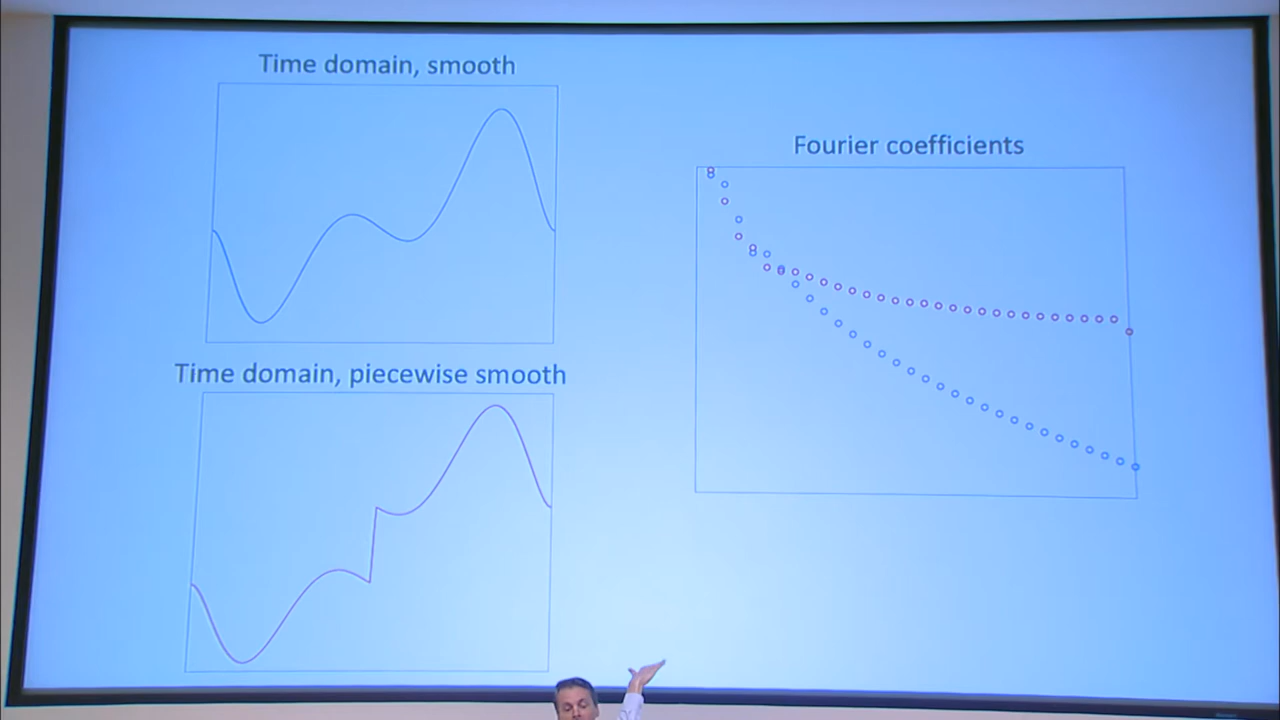 Time domain, smooth
Fourier coefficients
Time domain, piecewise smooth